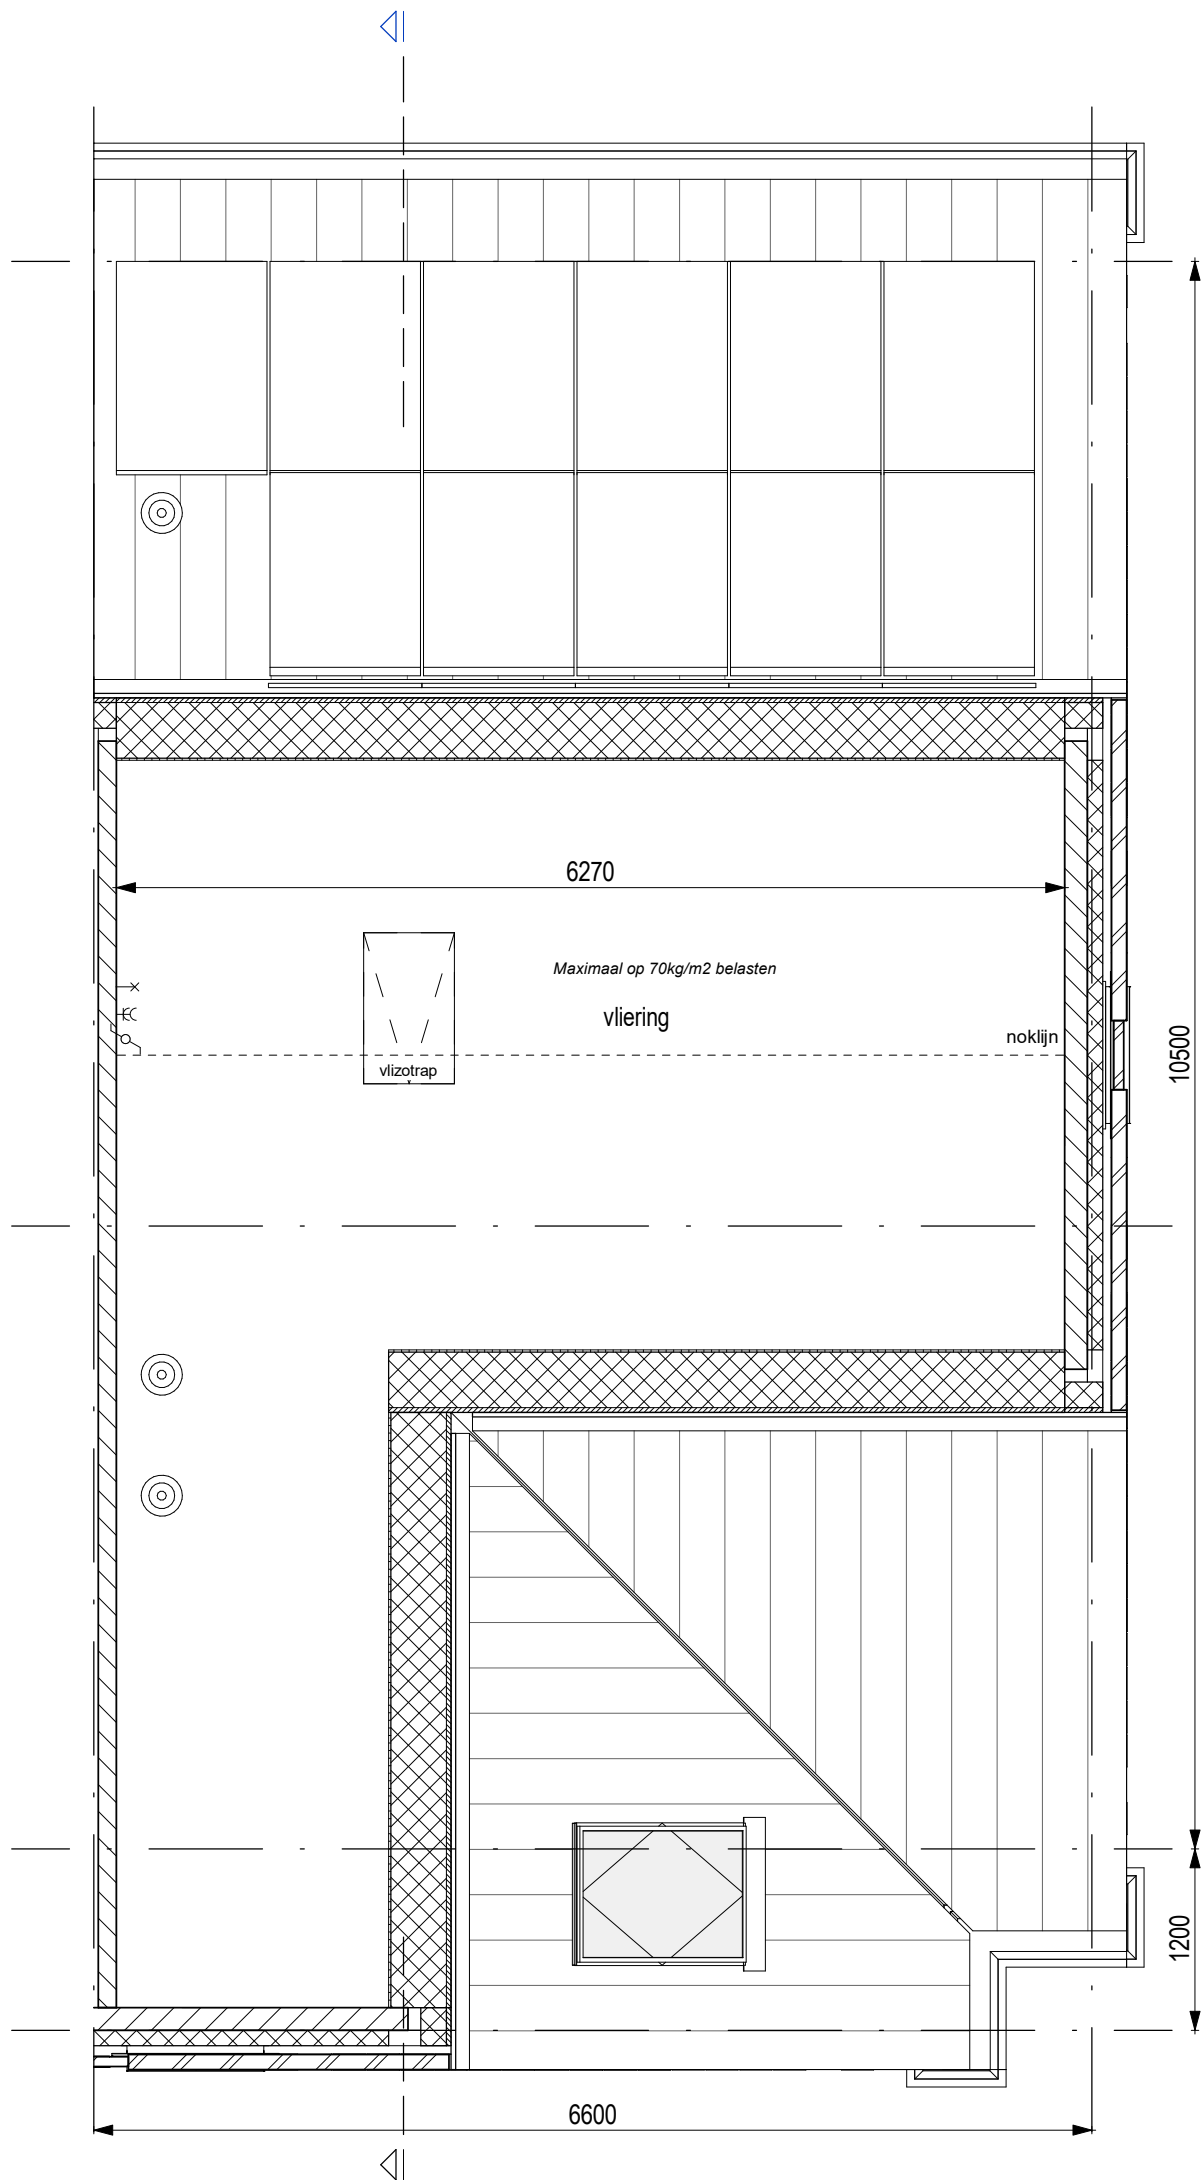 6270
Maximaal op 70kg/m2 belasten
vliering
noklijn
vlizotrap
10500
1200
6600